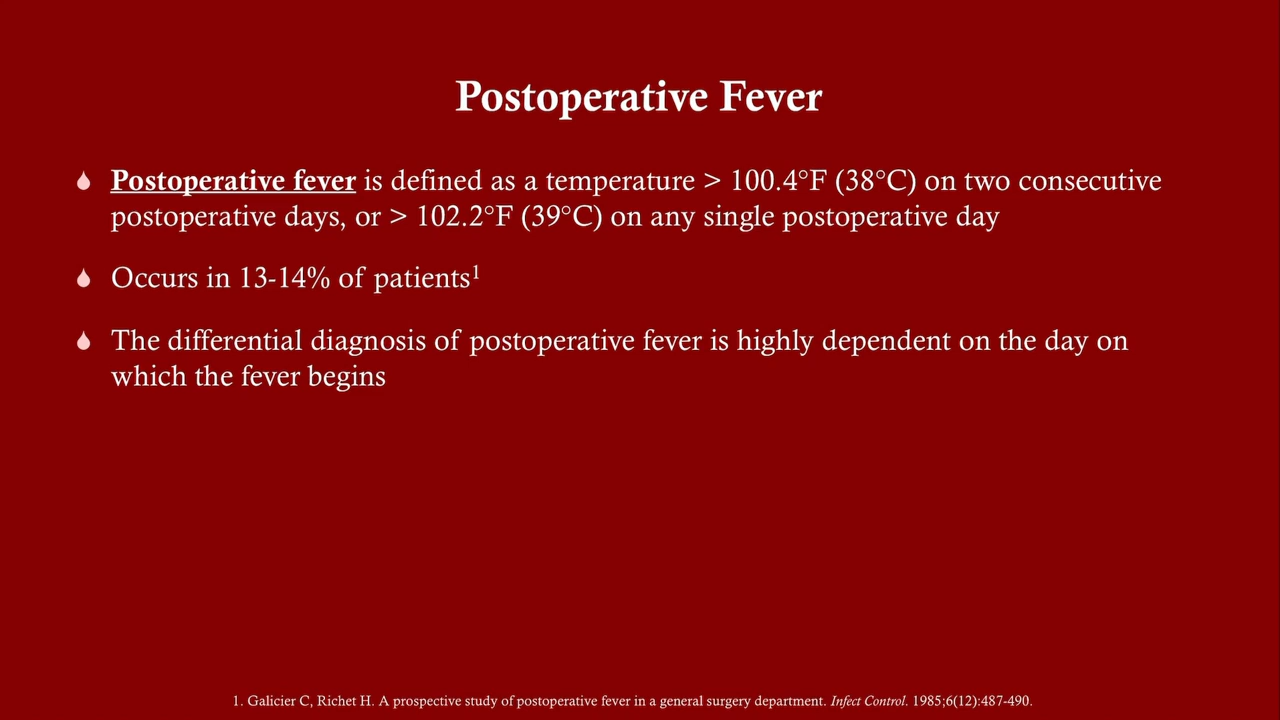 Postoperative Fever
Postoperative fever is defined as a temperature > 100.4°F (38°C) on two consecutive
postoperative days, or > 102.2°F (39°C) on any single postoperative day
Occurs in 13-14% of patients¹
The differential diagnosis of postoperative fever is highly dependent on the day on
which the fever begins
1. Galicier C, Richet H. A prospective study of postoperative fever in a general surgery department. Infect Control. 1985;6(12):487-490.